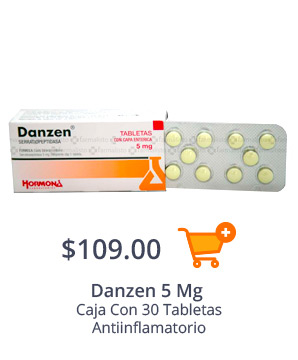 Danzen®
SERRATIOPEPTIDASA
TABLETAS
CON CAPA ENTÉRICA
5 mg
HORMONA
LABORATORIOS
$109.00
Danzen 5 Mg
Caja Con 30 Tabletas
Antiinflamatorio